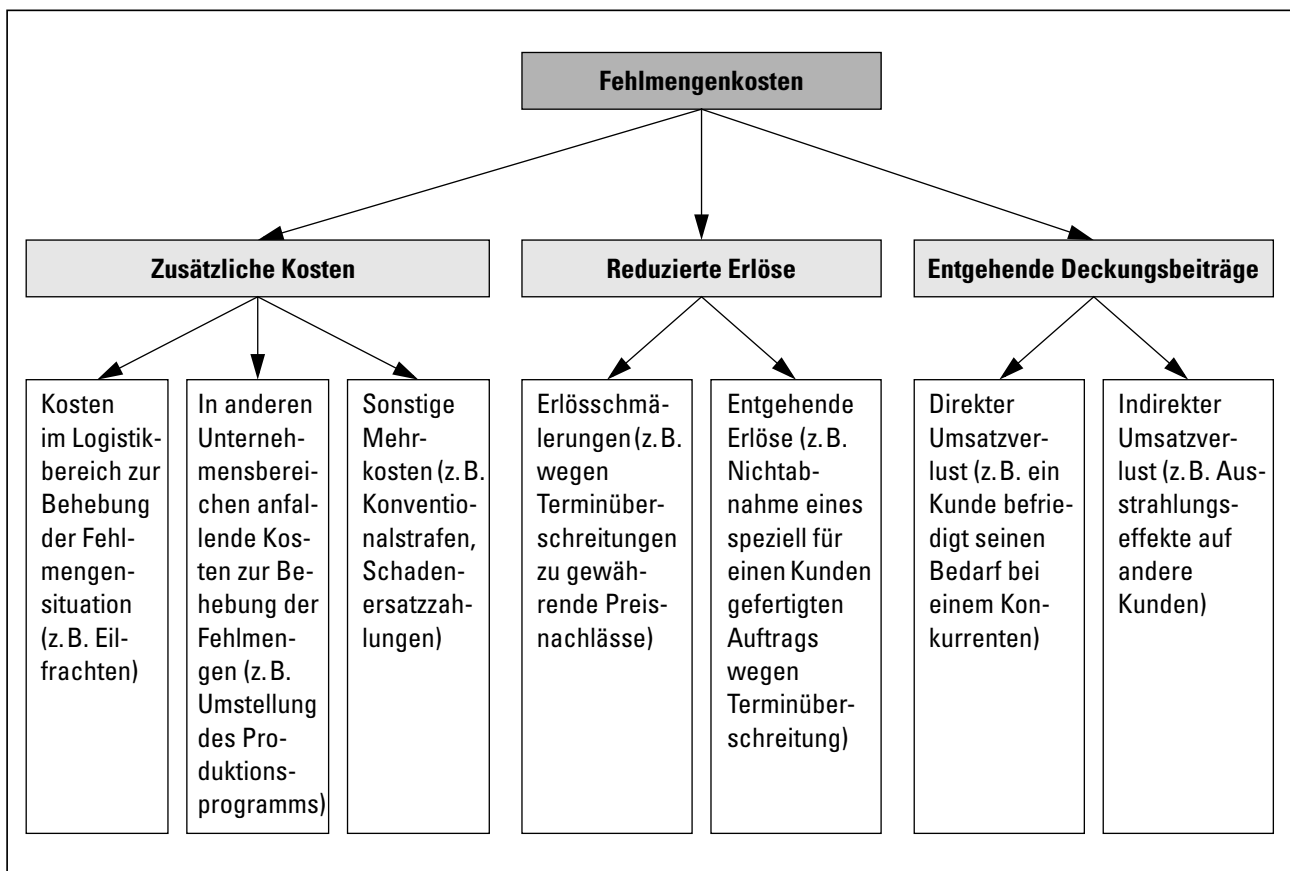 Fehlmengenkosten
Zusätzliche Kosten
Reduzierte Erlöse
Entgehende Deckungsbeiträge
Kosten
im Logistik-
bereich zur
Behebung
der Fehl-
mengen-
situation
(z.B. Eil-
frachten)
In anderen
Unterneh-
mensberei-
chen anfal-
lende Kos-
ten zur Be-
hebung der
Fehlmen-
gen (z.B.
Umstellung
des Pro-
duktions-
programms)
Sonstige
Mehr-
kosten (z.B.
Konventio-
nalstrafen,
Schaden-
ersatzzah-
lungen)
Erlösschmä-
lerungen (z.B.
wegen
Terminüber-
schreitungen
zu gewäh-
rende Preis-
nachlässe)
Entgehende
Erlöse (z.B.
Nichtab-
nahme eines
speziell für
einen Kunden
gefertigten
Auftrags
wegen
Terminüber-
schreitung)
Direkter
Umsatzver-
lust (z.B. ein
Kunde befrie-
digt seinen
Bedarf bei
einem Kon-
kurrenten)
Indirekter
Umsatzver-
lust (z.B. Aus-
strahlungs-
effekte auf
andere
Kunden)